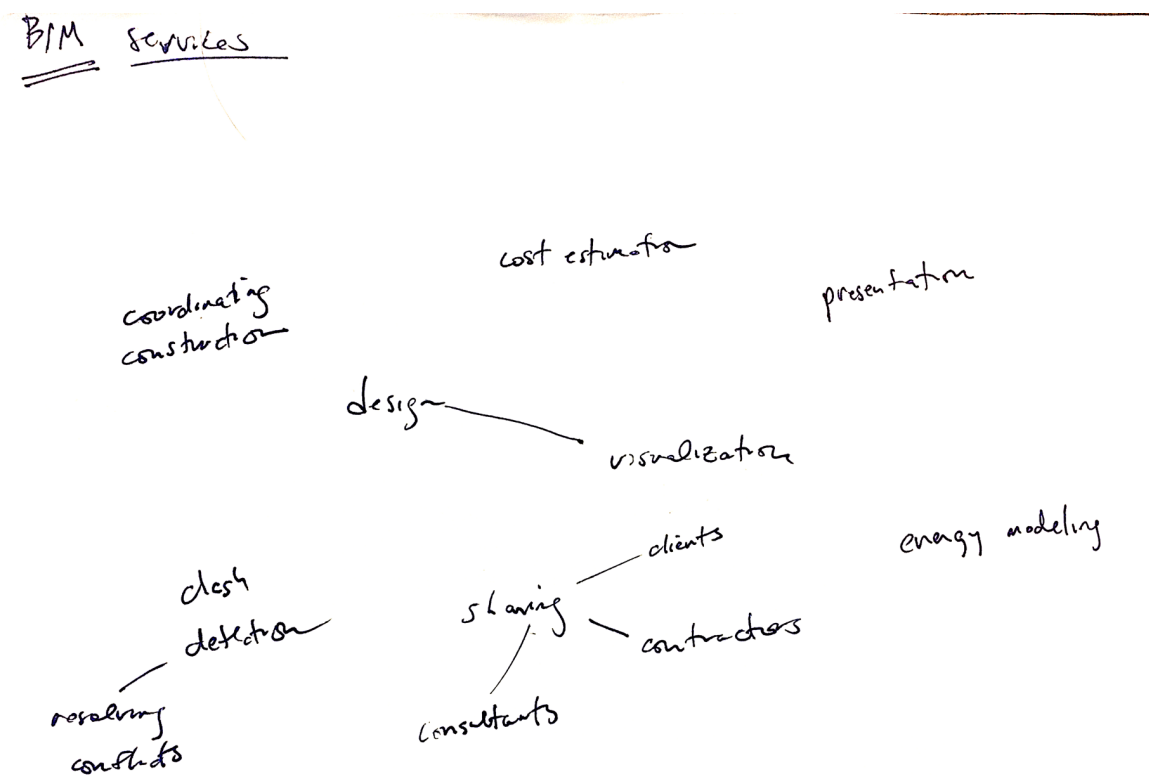 BIM services
cost estimation
presentation
coordinating
construction
design
visualization
clients
energy modeling
clash
detection
sharing
contractors
resolving
conflicts
consultants